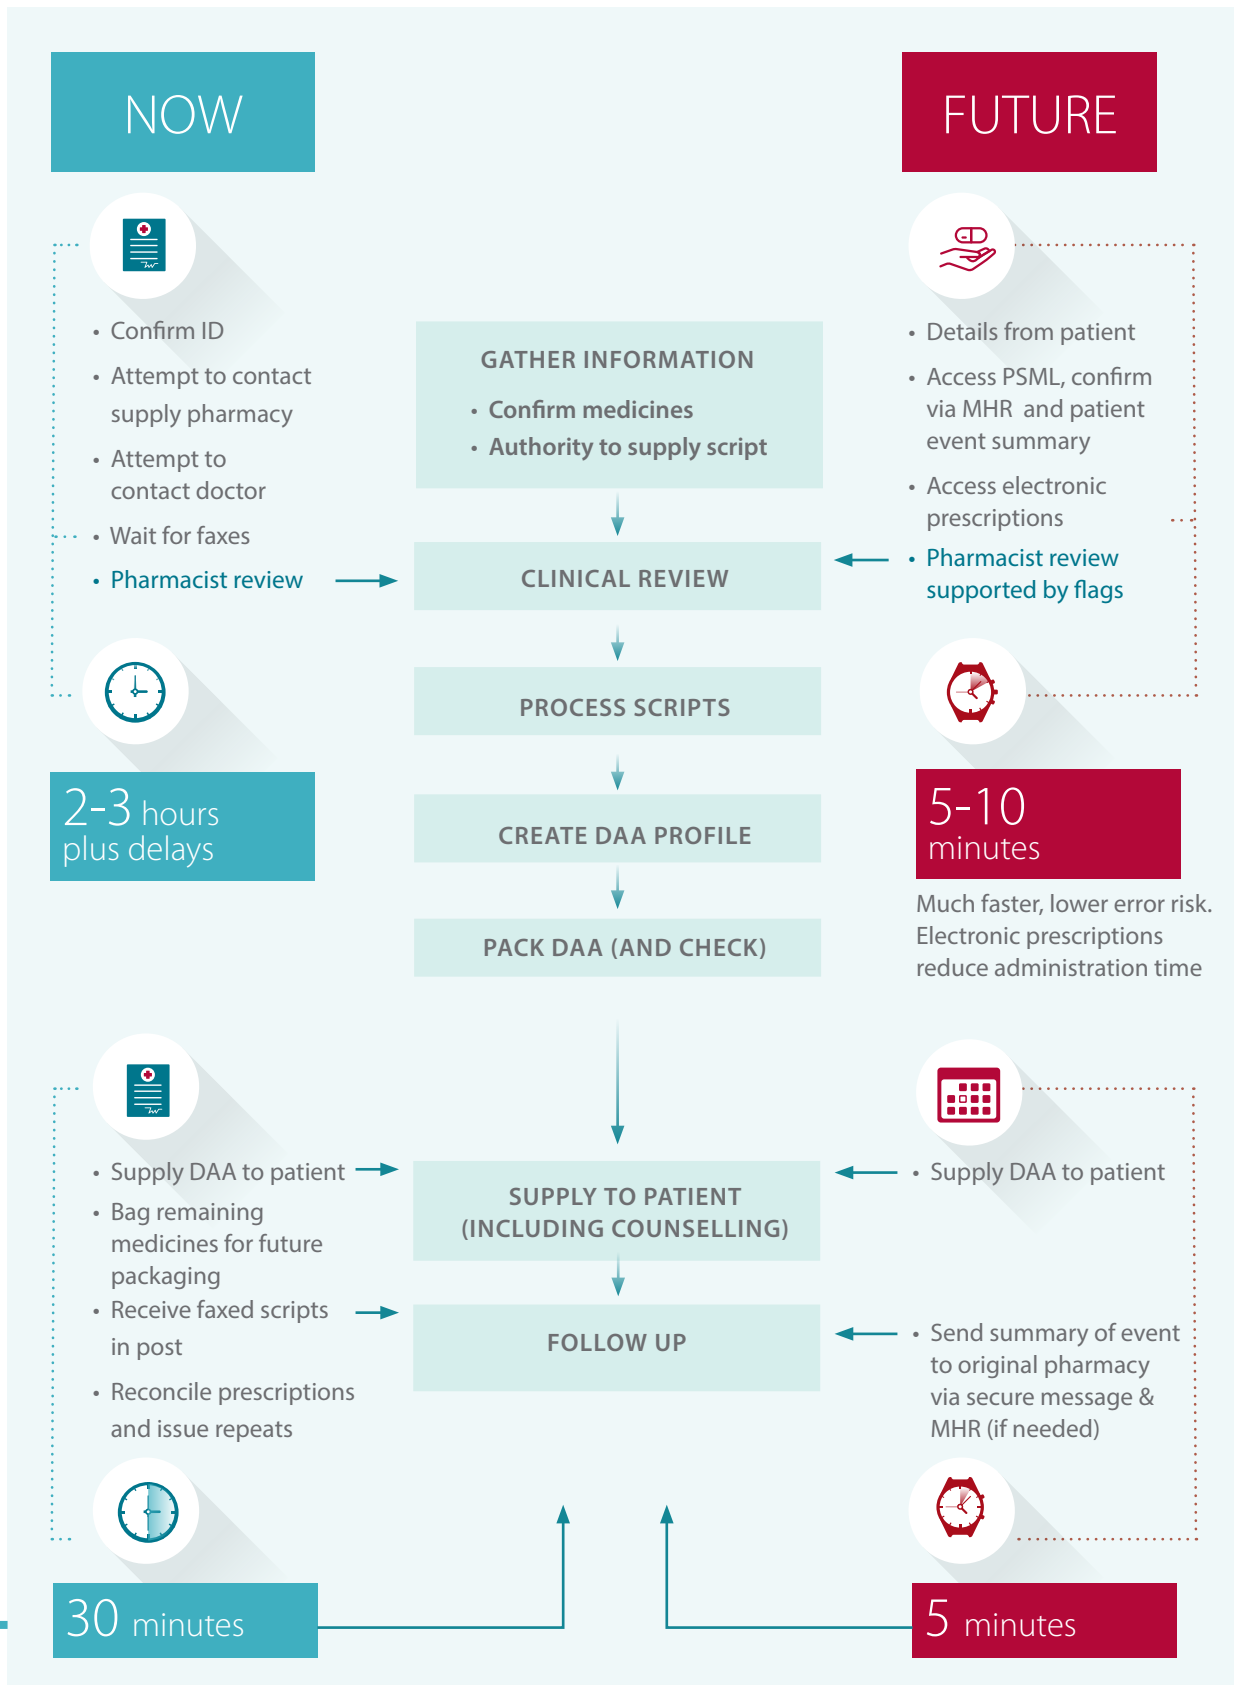 NOW
FUTURE
• Confirm ID
• Attempt to contact
supply pharmacy
• Attempt to
contact doctor
• Wait for faxes
• Pharmacist review
GATHER INFORMATION
• Confirm medicines
• Authority to supply script
CLINICAL REVIEW
PROCESS SCRIPTS
CREATE DAA PROFILE
PACK DAA (AND CHECK)
• Details from patient
• Access PSML, confirm
via MHR and patient
event summary
• Access electronic
prescriptions
• Pharmacist review
supported by flags
2-3 hours
plus delays
5-10
minutes
Much faster, lower error risk.
Electronic prescriptions
reduce administration time
• Supply DAA to patient
• Bag remaining
medicines for future
packaging
• Receive faxed scripts
in post
• Reconcile prescriptions
and issue repeats
SUPPLY TO PATIENT
(INCLUDING COUNSELLING)
FOLLOW UP
• Supply DAA to patient
• Send summary of event
to original pharmacy
via secure message &
MHR (if needed)
30 minutes
5 minutes